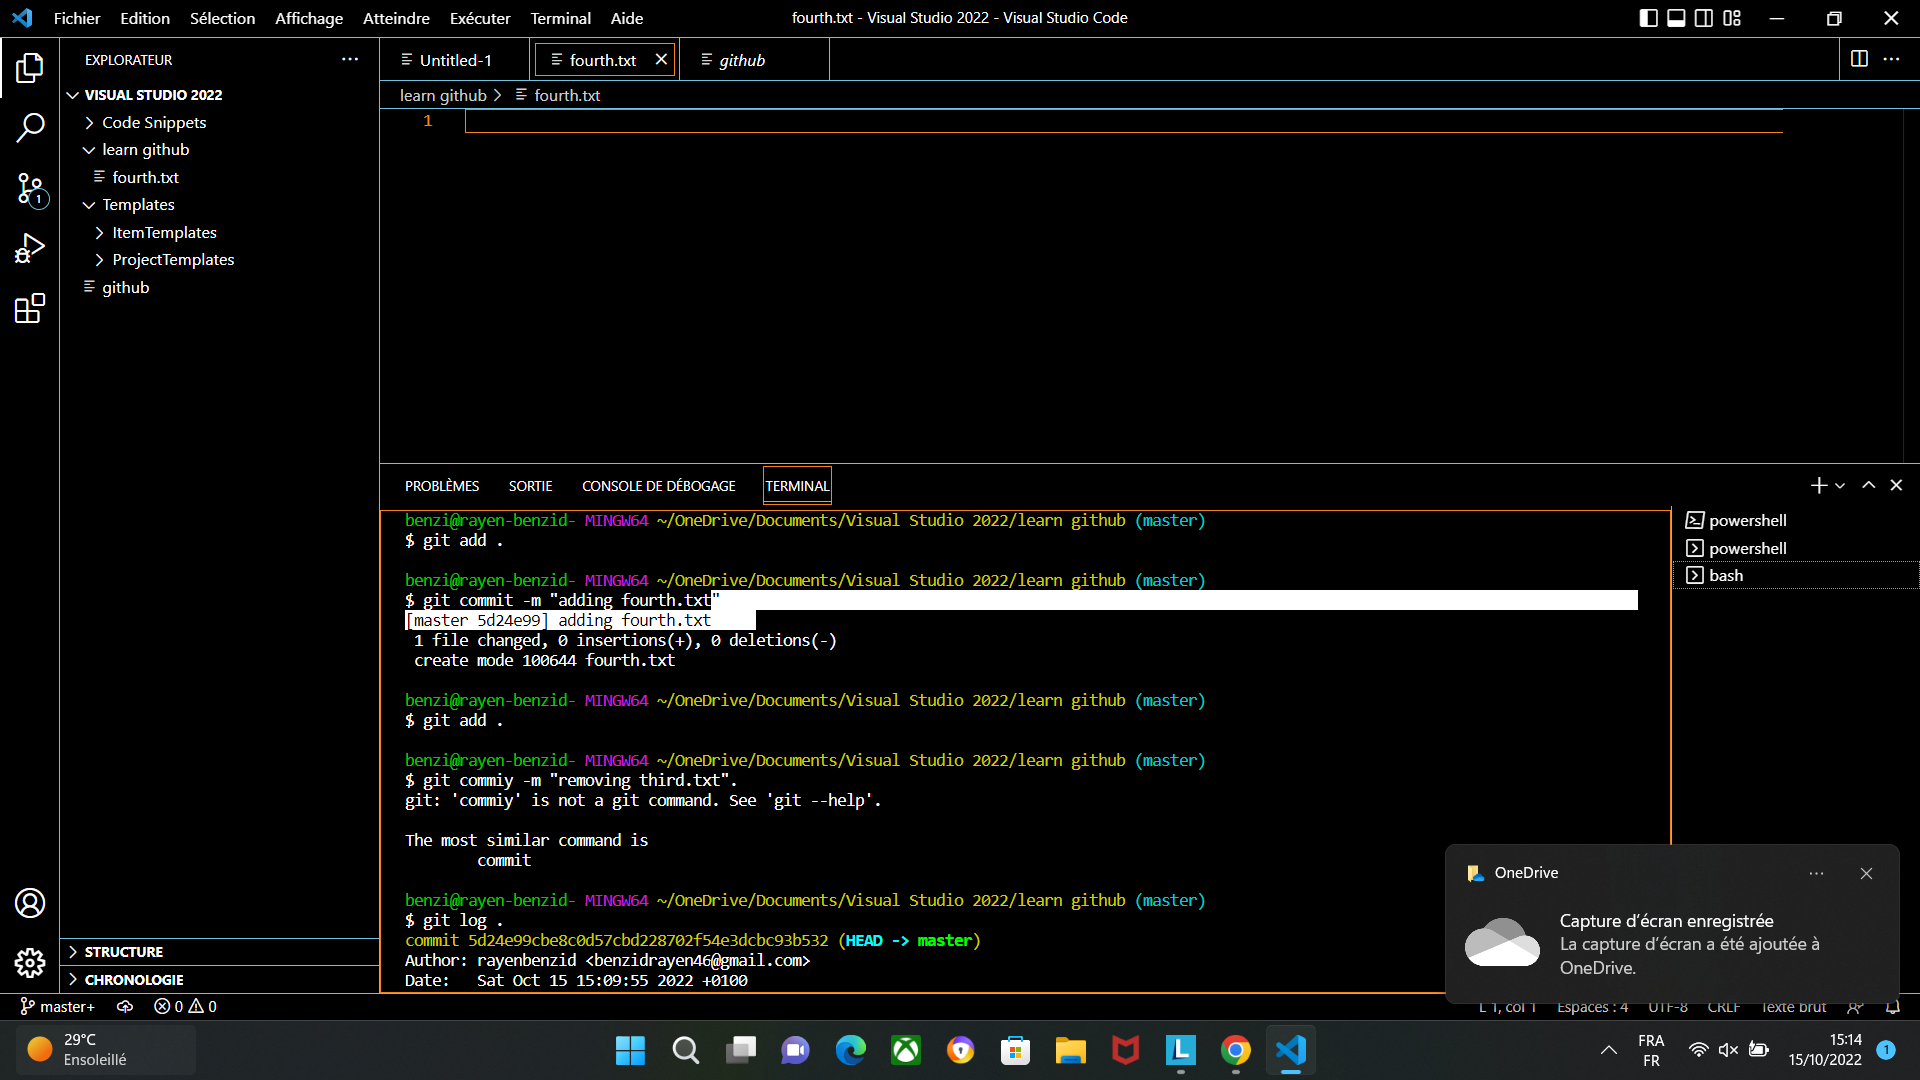 Fichier Edition Sélection Affichage Atteindre Exécuter Terminal Aide
fourth.txt - Visual Studio 2022 - Visual Studio Code
EXPLORATEUR
VISUAL STUDIO 2022
Code Snippets
learn github
fourth.txt
Templates
ItemTemplates
ProjectTemplates
github
1
STRUCTURE
CHRONOLOGIE
Untitled-1 fourth.txt github
learn github > fourth.txt
1
PROBLÈMES SORTIE CONSOLE DE DÉBOGAGE TERMINAL
benzi@rayen-benzid- MINGW64 ~/OneDrive/Documents/Visual Studio 2022/learn github (master)
$ git add .
benzi@rayen-benzid- MINGW64 ~/OneDrive/Documents/Visual Studio 2022/learn github (master)
$ git commit -m "adding fourth.txt"
[master 5d24e99] adding fourth.txt
1 file changed, 0 insertions(+), 0 deletions(-)
create mode 100644 fourth.txt
benzi@rayen-benzid- MINGW64 ~/OneDrive/Documents/Visual Studio 2022/learn github (master)
$ git add .
benzi@rayen-benzid- MINGW64 ~/OneDrive/Documents/Visual Studio 2022/learn github (master)
$ git commiy -m "removing third.txt".
git: 'commiy' is not a git command. See 'git --help'.
The most similar command is
commit
benzi@rayen-benzid- MINGW64 ~/OneDrive/Documents/Visual Studio 2022/learn github (master)
$ git log .
commit 5d24e99cbe8c0d57cbd228702f54e3dcbc93b532 (HEAD -> master)
Author: rayenbenzid <benzidrayen46@gmail.com>
Date: Sat Oct 15 15:09:55 2022 +0100
powershell
powershell
bash
OneDrive
Capture d'écran enregistrée
La capture d'écran a été ajoutée à
OneDrive.
master+ 0 0
L 1, col 1 Espaces : 4 UTF-8 CRLF Texte brut
29°C
Ensoleillé
FRA
FR
15:14
15/10/2022
1